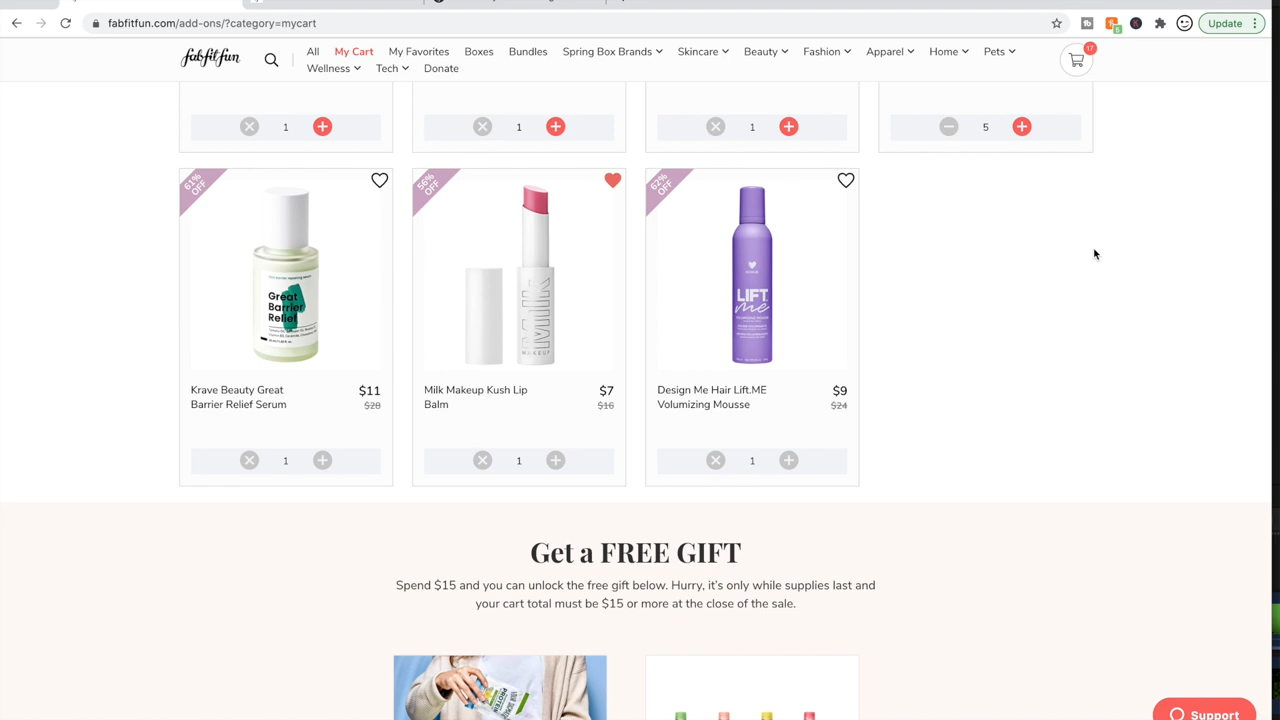 fabfitfun.com/add-ons/?category=mycart
Update
fabfitfun
All My Cart My Favorites Boxes Bundles Spring Box Brands Skincare Beauty Fashion Apparel Home Pets
Wellness Tech Donate
17
1 1 1 5
61% OFF
56% OFF
62% OFF
Great
Barrier
Relief
MILK
MAKEUP
LIFT
me
Krave Beauty Great
Barrier Relief Serum
$11
$28
Milk Makeup Kush Lip
Balm
$7
$16
Design Me Hair Lift.ME
Volumizing Mousse
$9
$24
1 1 1
Get a FREE GIFT
Spend $15 and you can unlock the free gift below. Hurry, it's only while supplies last and
your cart total must be $15 or more at the close of the sale.
PROTEIN
Support